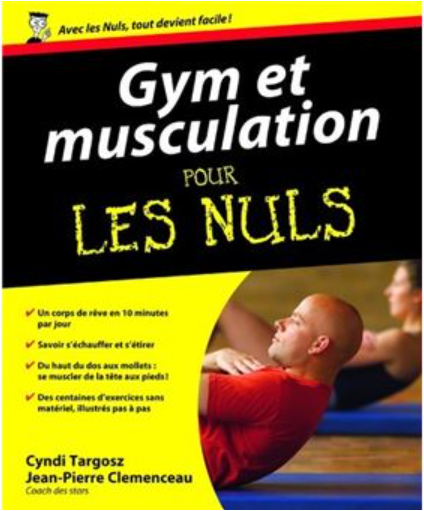 Avec les Nuls, tout devient facile !
Gym et
musculation
POUR
LES NULS
✓ Un corps de rêve en 10 minutes
par jour
✓ Savoir s'échauffer et s'étirer
✓ Du haut du dos aux mollets :
se muscler de la tête aux pieds !
✓ Des centaines d'exercices sans
matériel, illustrés pas à pas
Cyndi Targosz
Jean-Pierre Clemenceau
Coach des stars